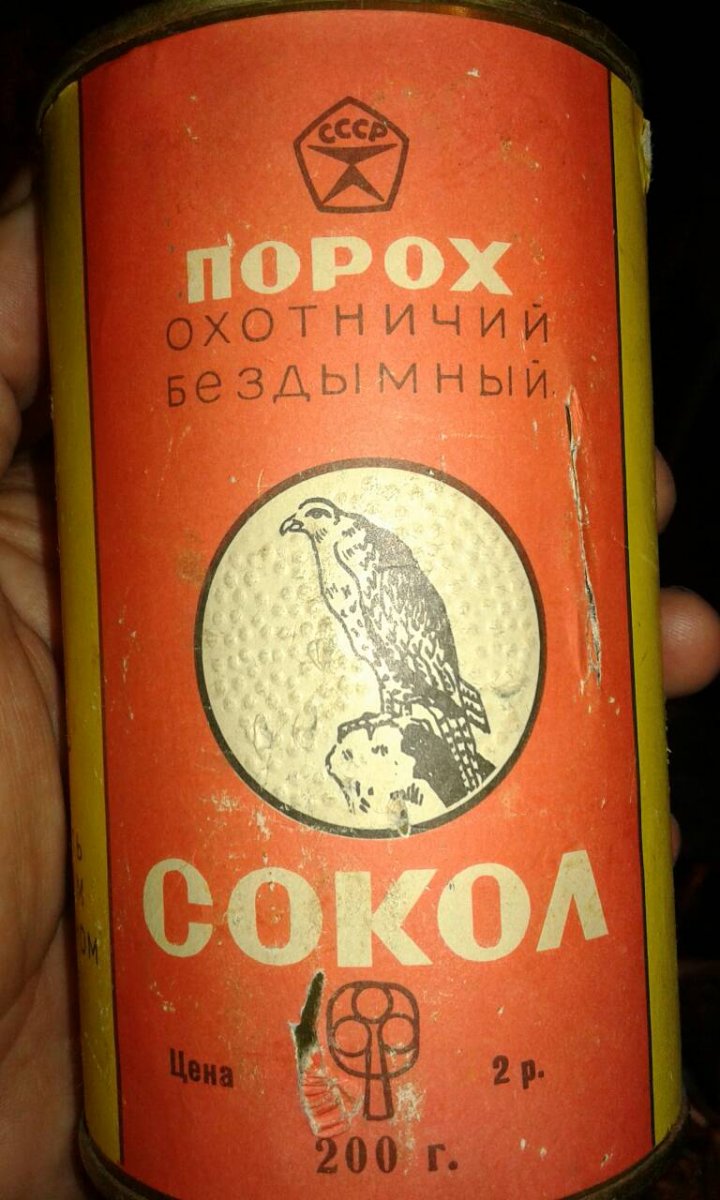 СССР
ПОРОХ
ОХОТНИЧИЙ
БЕЗДЫМНЫЙ
СОКОЛ
Цена 2 р.
200 г.